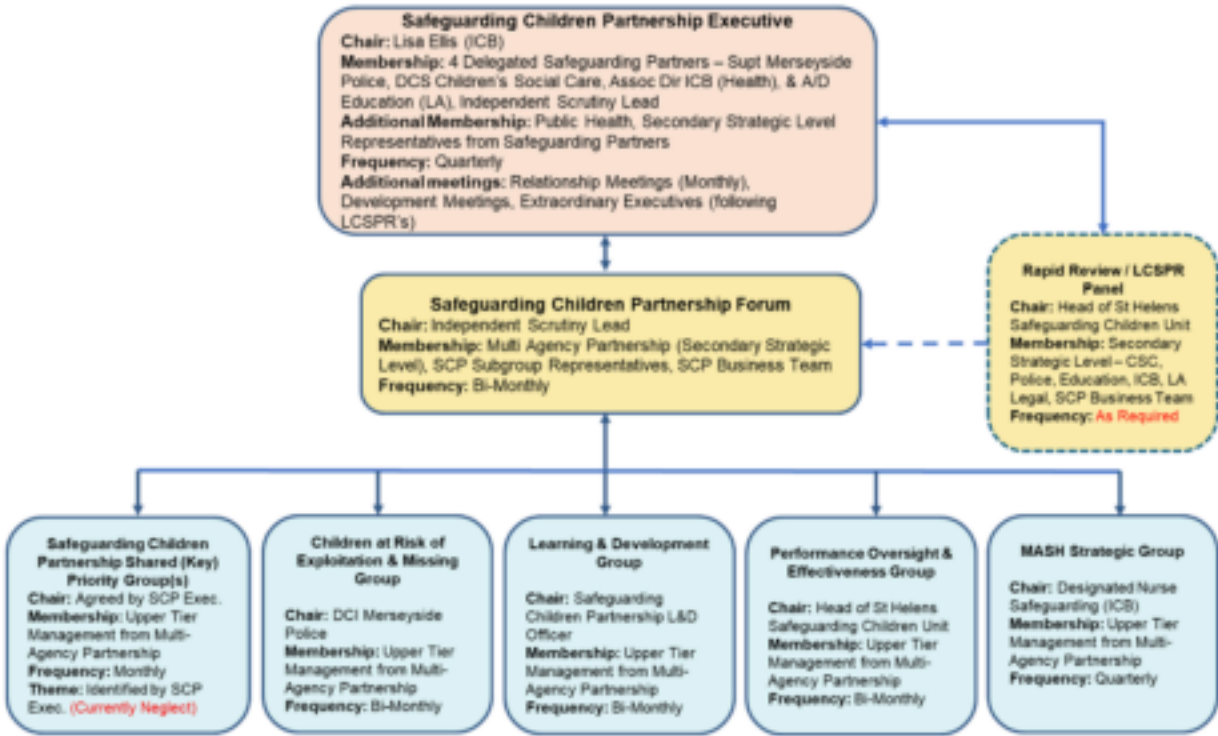 Safeguarding Children Partnership Executive
Chair: Lisa Ellis (ICB)
Membership: 4 Delegated Safeguarding Partners – Supt Merseyside
Police, DCS Children's Social Care, Assoc Dir ICB (Health), & A/D
Education (LA), Independent Scrutiny Lead
Additional Membership: Public Health, Secondary Strategic Level
Representatives from Safeguarding Partners
Frequency: Quarterly
Additional meetings: Relationship Meetings (Monthly),
Development Meetings, Extraordinary Executives (following
LCSPR's)
Safeguarding Children Partnership Forum
Chair: Independent Scrutiny Lead
Membership: Multi Agency Partnership (Secondary Strategic
Level), SCP Subgroup Representatives, SCP Business Team
Frequency: Bi-Monthly
Rapid Review / LCSPR
Panel
Chair: Head of St Helens
Safeguarding Children Unit
Membership: Secondary
Strategic Level – CSC,
Police, Education, ICB, LA
Legal, SCP Business Team
Frequency: As Required
Safeguarding Children
Partnership Shared (Key)
Priority Group(s)
Chair: Agreed by SCP Exec.
Membership: Upper Tier
Management from Multi-
Agency Partnership
Frequency: Monthly
Theme: Identified by SCP
Exec. (Currently Neglect)
Children at Risk of
Exploitation & Missing
Group
Chair: DCI Merseyside
Police
Membership: Upper Tier
Management from Multi-
Agency Partnership
Frequency: Bi-Monthly
Learning & Development
Group
Chair: Safeguarding
Children Partnership L&D
Officer
Membership: Upper Tier
Management from Multi-
Agency Partnership
Frequency: Bi-Monthly
Performance Oversight &
Effectiveness Group
Chair: Head of St Helens
Safeguarding Children Unit
Membership: Upper Tier
Management from Multi-
Agency Partnership
Frequency: Bi-Monthly
MASH Strategic Group
Chair: Designated Nurse
Safeguarding (ICB)
Membership: Upper Tier
Management from Multi-
Agency Partnership
Frequency: Quarterly